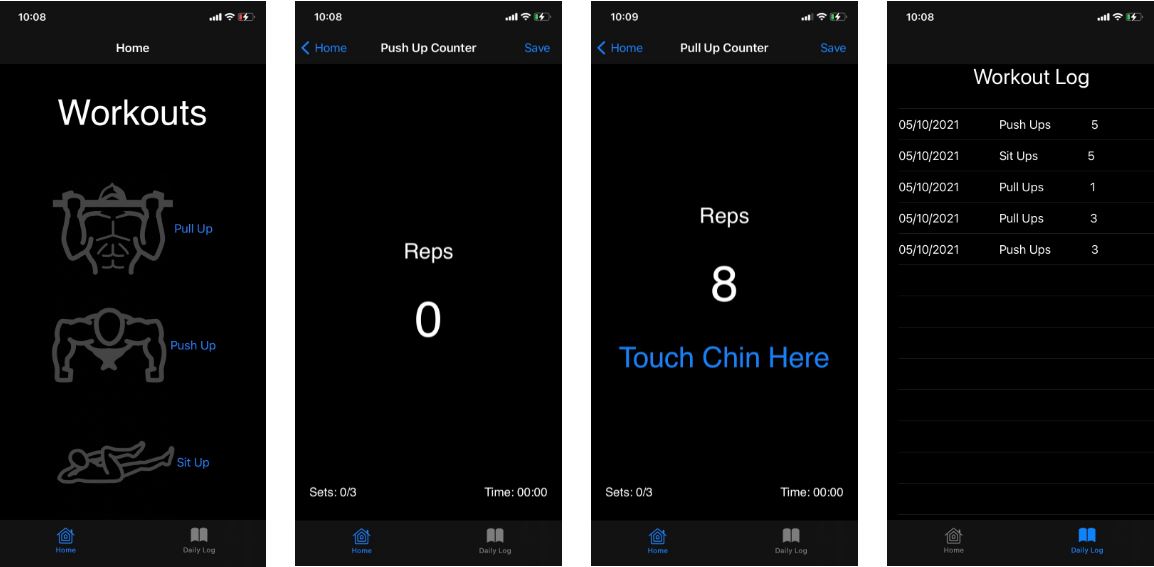 10:08
Home
Workouts
Pull Up
Push Up
Sit Up
Home Daily Log
10:08
Home Push Up Counter Save
Reps
0
Sets: 0/3 Time: 00:00
Home Daily Log
10:09
Home Pull Up Counter Save
Reps
8
Touch Chin Here
Sets: 0/3 Time: 00:00
Home Daily Log
10:08
Workout Log
05/10/2021 Push Ups 5
05/10/2021 Sit Ups 5
05/10/2021 Pull Ups 1
05/10/2021 Pull Ups 3
05/10/2021 Push Ups 3
Home Daily Log